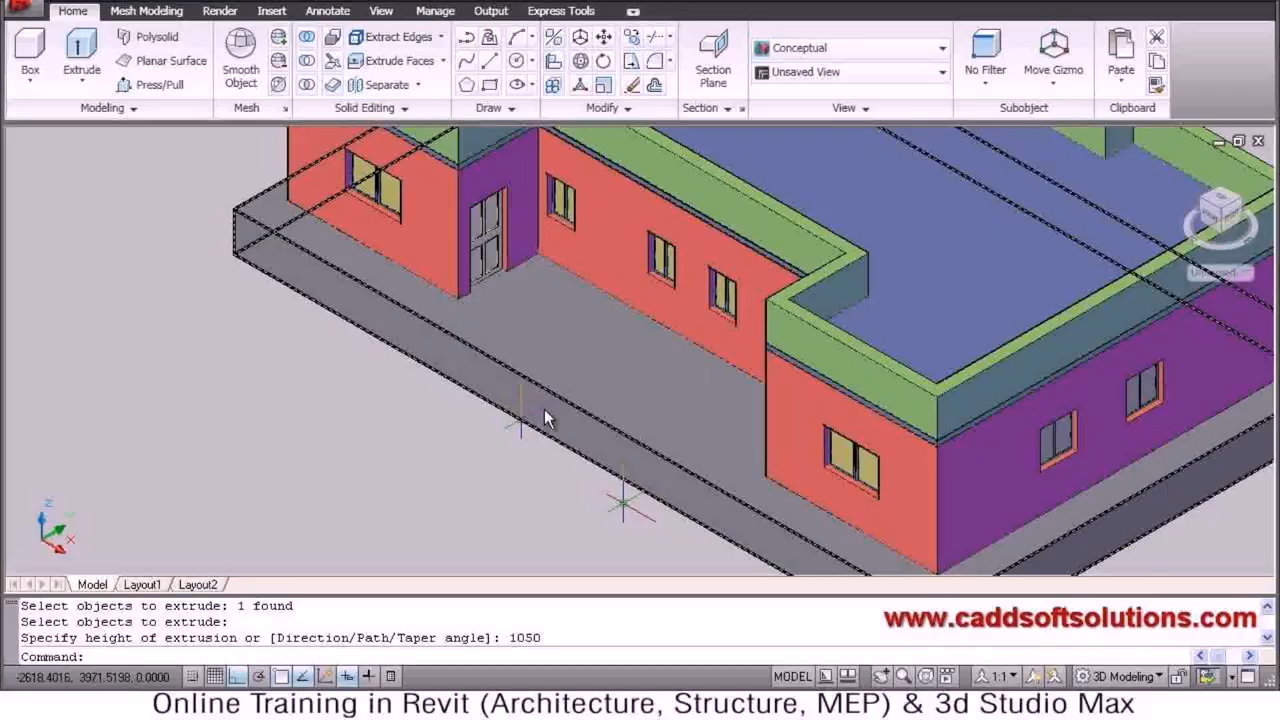 Home Mesh Modeling Render Insert Annotate View Manage Output Express Tools
Box
Extrude
Polysolid
Planar Surface
Press/Pull
Modeling
Smooth
Object
Mesh
Extract Edges
Extrude Faces
Separate
Solid Editing
Draw
Modify
Section
Plane
Section
Conceptual
Unsaved View
View
No Filter
Move Gizmo
Subobject
Paste
Clipboard
Unnamed
Z
X
Model Layout1 Layout2
Select objects to extrude: 1 found
Select objects to extrude:
Specify height of extrusion or [Direction/Path/Taper angle]: 1050
Command:
www.caddsoftsolutions.com
-2618.4016, 3971.5198, 0.0000
MODEL
1:1
3D Modeling
Online Training in Revit (Architecture, Structure, MEP) & 3d Studio Max